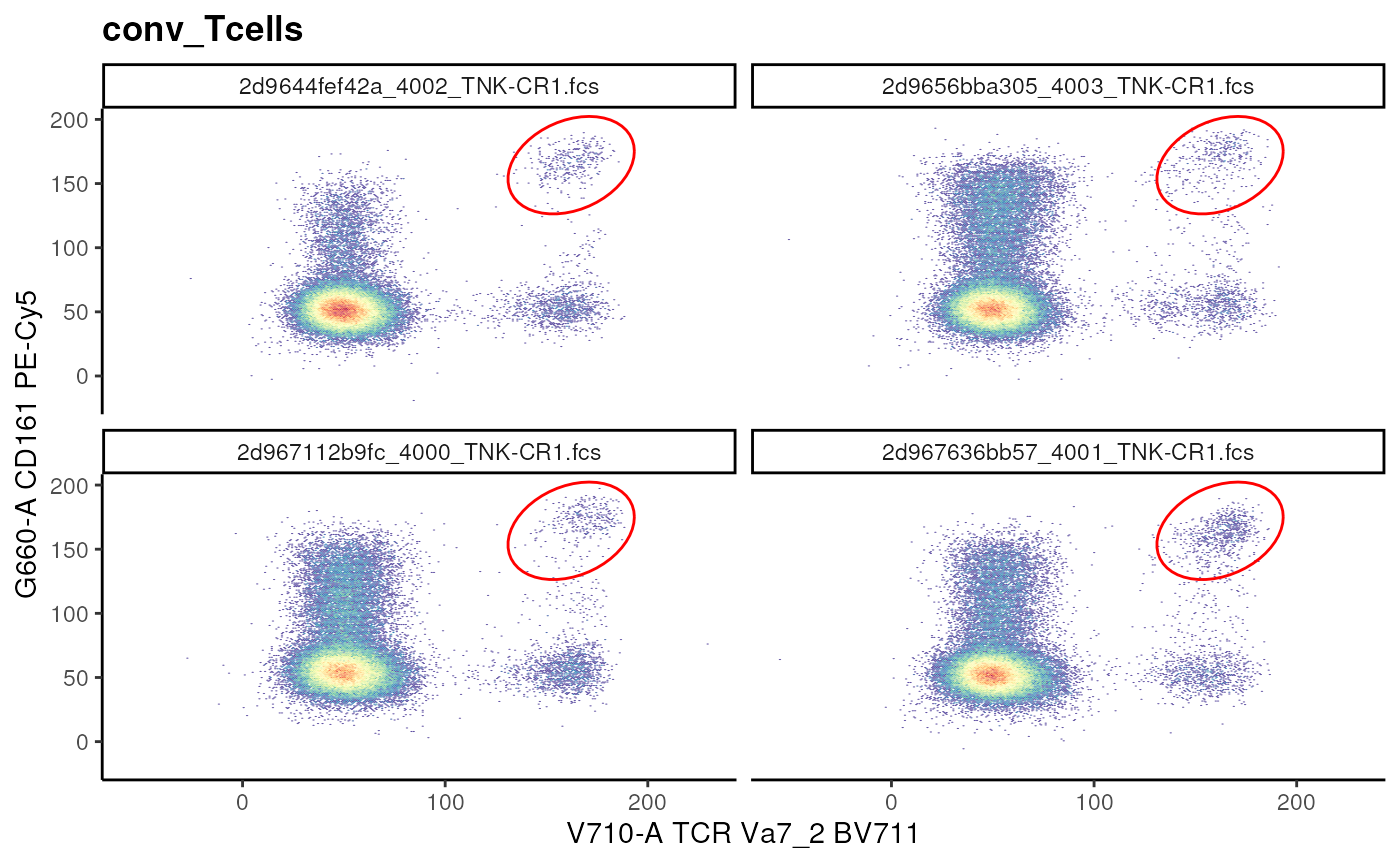 conv_Tcells
2d9644fef42a_4002_TNK-CR1.fcs
2d9656bba305_4003_TNK-CR1.fcs
200
150
100
50
0
2d967112b9fc_4000_TNK-CR1.fcs
2d967636bb57_4001_TNK-CR1.fcs
200
150
100
50
0
G660-A CD161 PE-Cy5
0
100
200
0
100
200
V710-A TCR Va7_2 BV711